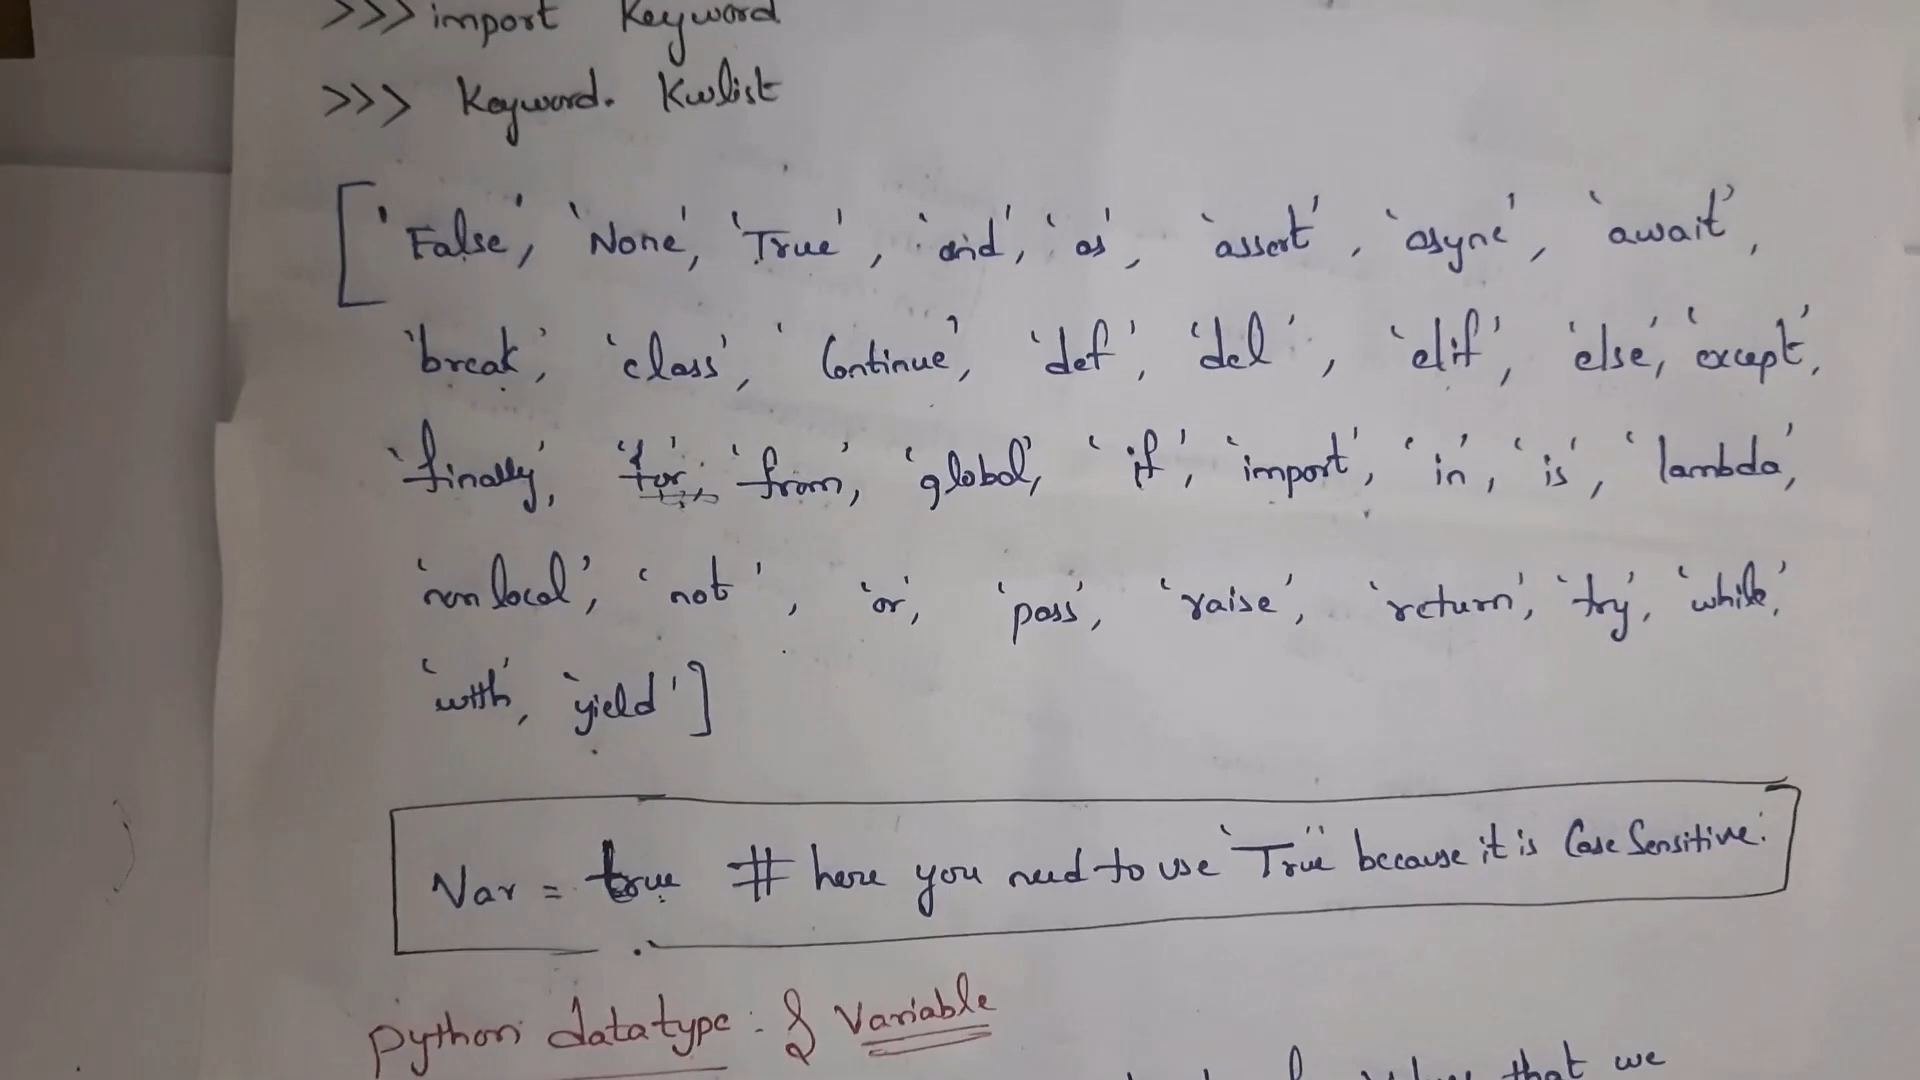 >>> import Keyword
>>> Keyword. Kwlist
['False', 'None', 'True', 'and', 'as', 'assert', 'async', 'await',
'break', 'class', 'Continue', 'def', 'del', 'elif', 'else', 'except',
'finally', 'for', 'from', 'global', 'if', 'import', 'in', 'is', 'lambda',
'nonlocal', 'not', 'or', 'pass', 'raise', 'return', 'try', 'while',
'with', 'yield']
Var = true # here you need to use 'True" because it is Case Sensitive.
python datatype : & Variable
that we